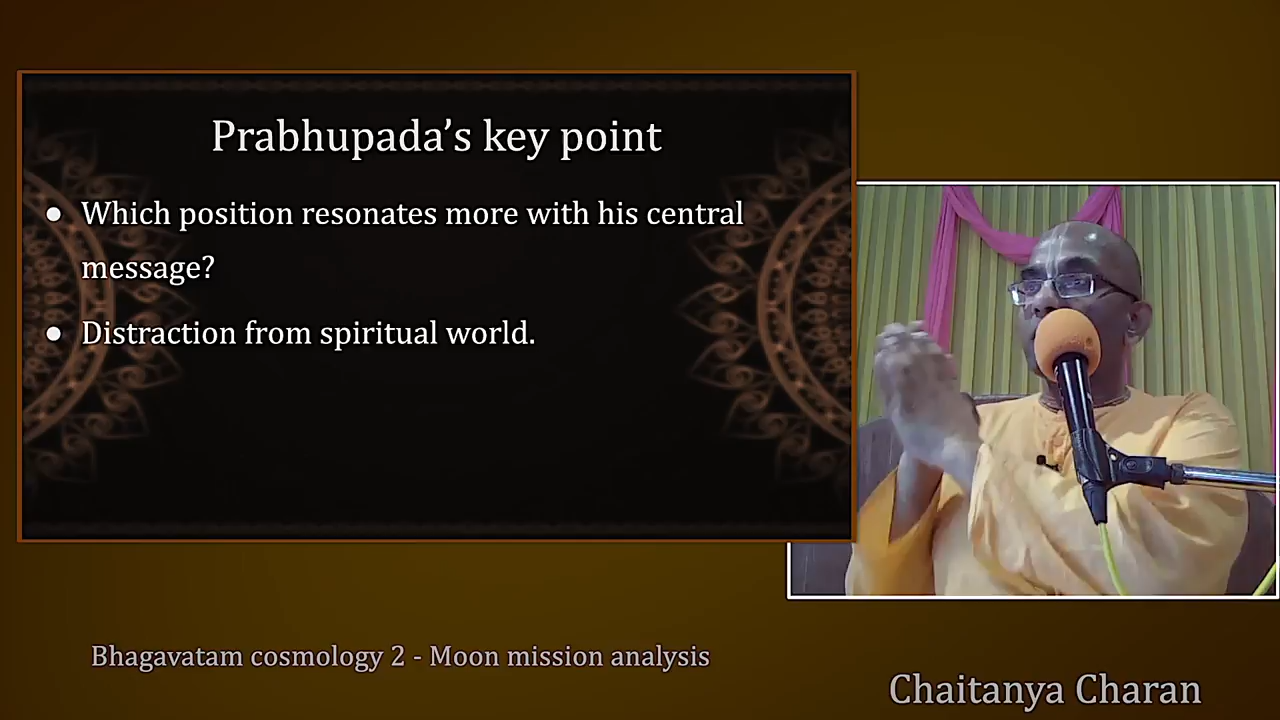 Prabhupada’s key point
● Which position resonates more with his central
message?
● Distraction from spiritual world.
Bhagavatam cosmology 2 - Moon mission analysis
Chaitanya Charan